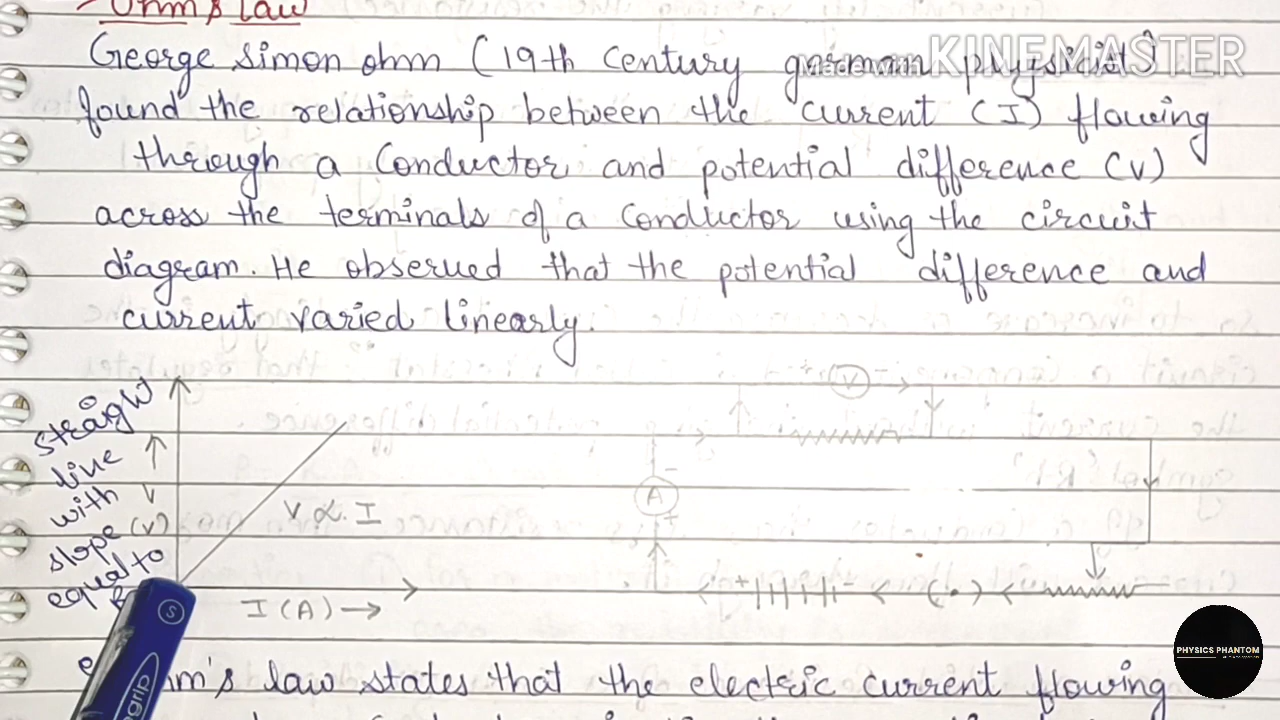 Ohm's law
George Simon ohm (19th Century german physicist)
found the relationship between the current (I) flowing
through a conductor and potential difference (V)
across the terminals of a conductor using the circuit
diagram. He observed that the potential difference and
current varied linearly.
Straight
line
with
slope
equal to
V
(V)
V ∝ I
I (A) →
V
A
-
+
+ -
(•)
KINEMASTER
PHYSICS PHANTOM
law states that the electric current flowing